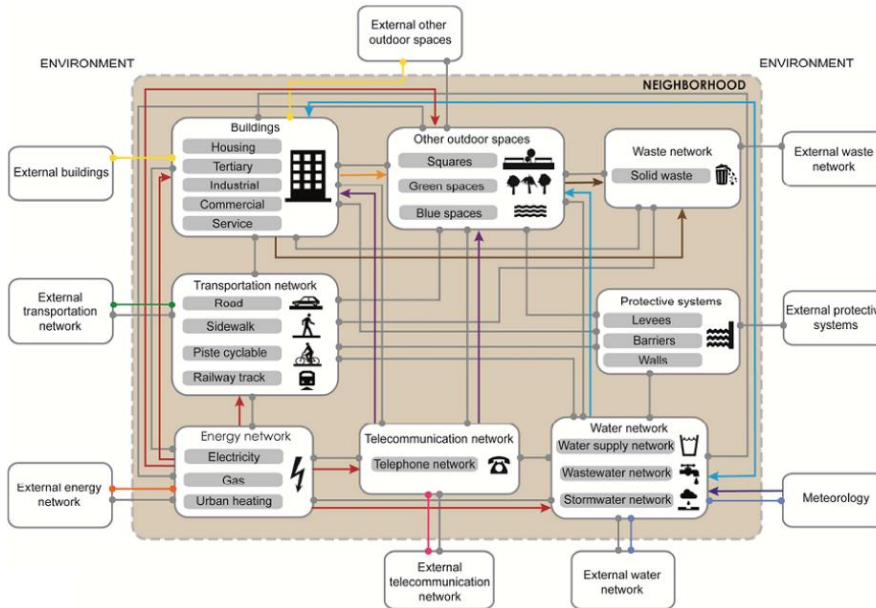 External other
outdoor spaces
ENVIRONMENT
ENVIRONMENT
NEIGHBORHOOD
Buildings
Housing
Tertiary
Industrial
Commercial
Service
Other outdoor spaces
Squares
Green spaces
Blue spaces
Waste network
Solid waste
External buildings
External waste
network
Transportation network
Road
Sidewalk
Piste cyclable
Railway track
External
transportation
network
Protective systems
Levees
Barriers
Walls
External protective
systems
Energy network
Electricity
Gas
Urban heating
Telecommunication network
Telephone network
Water network
Water supply network
Wastewater network
Stormwater network
External energy
network
Meteorology
External
telecommunication
network
External water
network